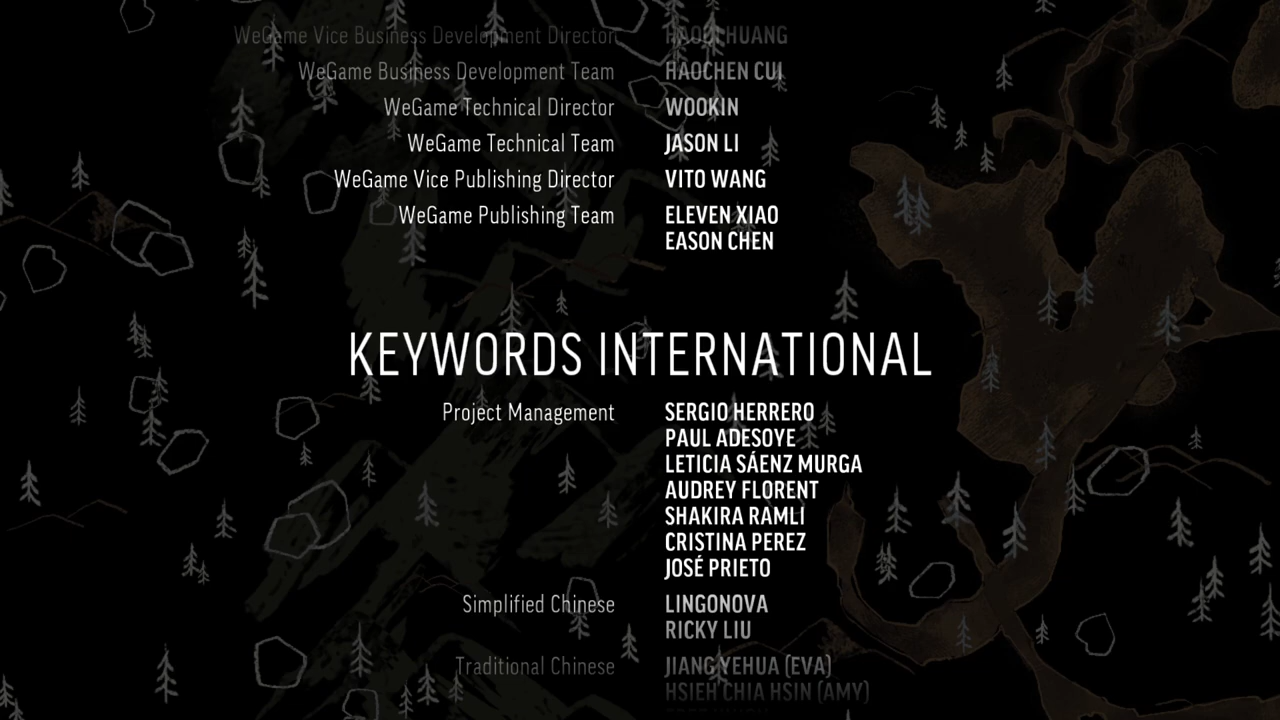 WeGame Vice Business Development Director HUANG
WeGame Business Development Team HAOCHEN CUI
WeGame Technical Director WOOKIN
WeGame Technical Team JASON LI
WeGame Vice Publishing Director VITO WANG
WeGame Publishing Team ELEVEN XIAO
EASON CHEN
KEYWORDS INTERNATIONAL
Project Management SERGIO HERRERO
PAUL ADESOYE
LETICIA SÁENZ MURGA
AUDREY FLORENT
SHAKIRA RAMLI
CRISTINA PEREZ
JOSÉ PRIETO
Simplified Chinese LINGONOVA
RICKY LIU
Traditional Chinese JIANG YEHUA (EVA)
HSIEH CHIA HSIN (AMY)